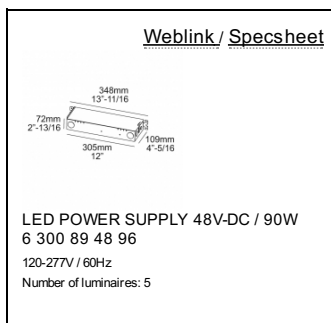 Weblink / Specsheet
348mm
13"-11/16
72mm
2"-13/16
109mm
4"-5/16
305mm
12"
LED POWER SUPPLY 48V-DC / 90W
6 300 89 48 96
120-277V / 60Hz
Number of luminaires: 5